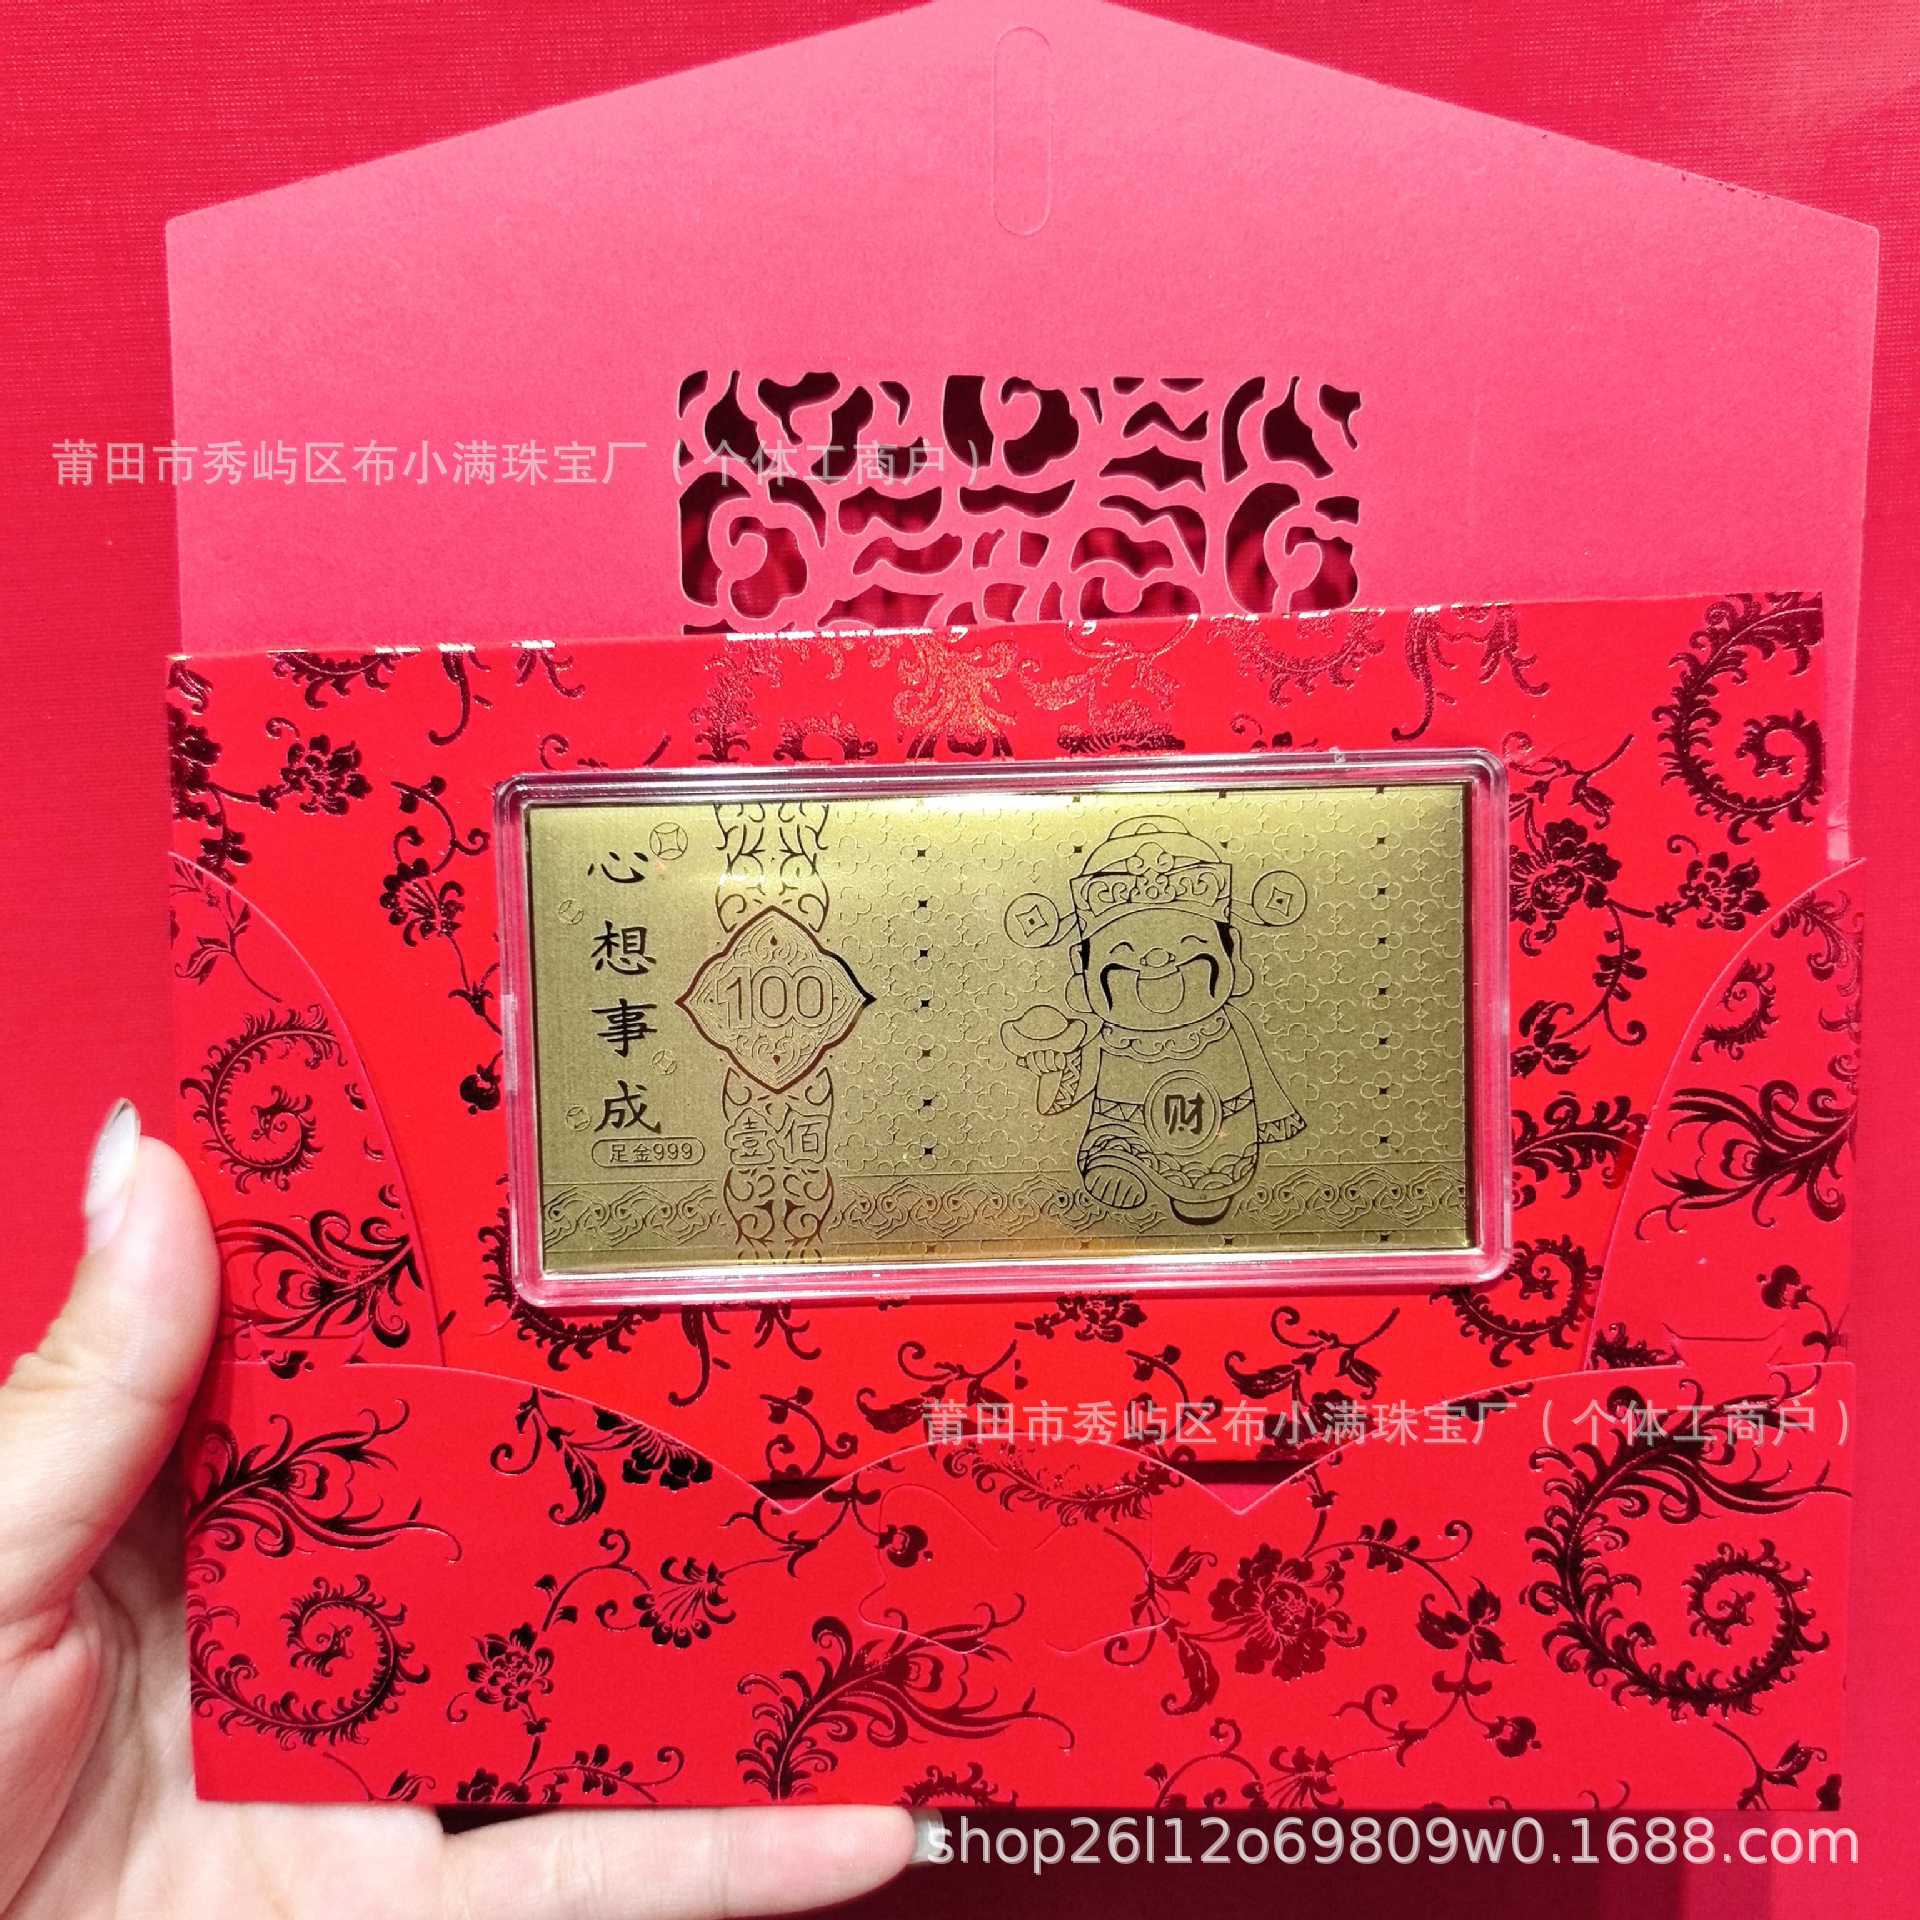 莆田市秀屿区布小满珠宝厂（个体工商户）
心想事成
足金999
100
壹佰
财
莆田市秀屿区布小满珠宝厂（个体工商户）
shop26l12o69809w0.1688.com